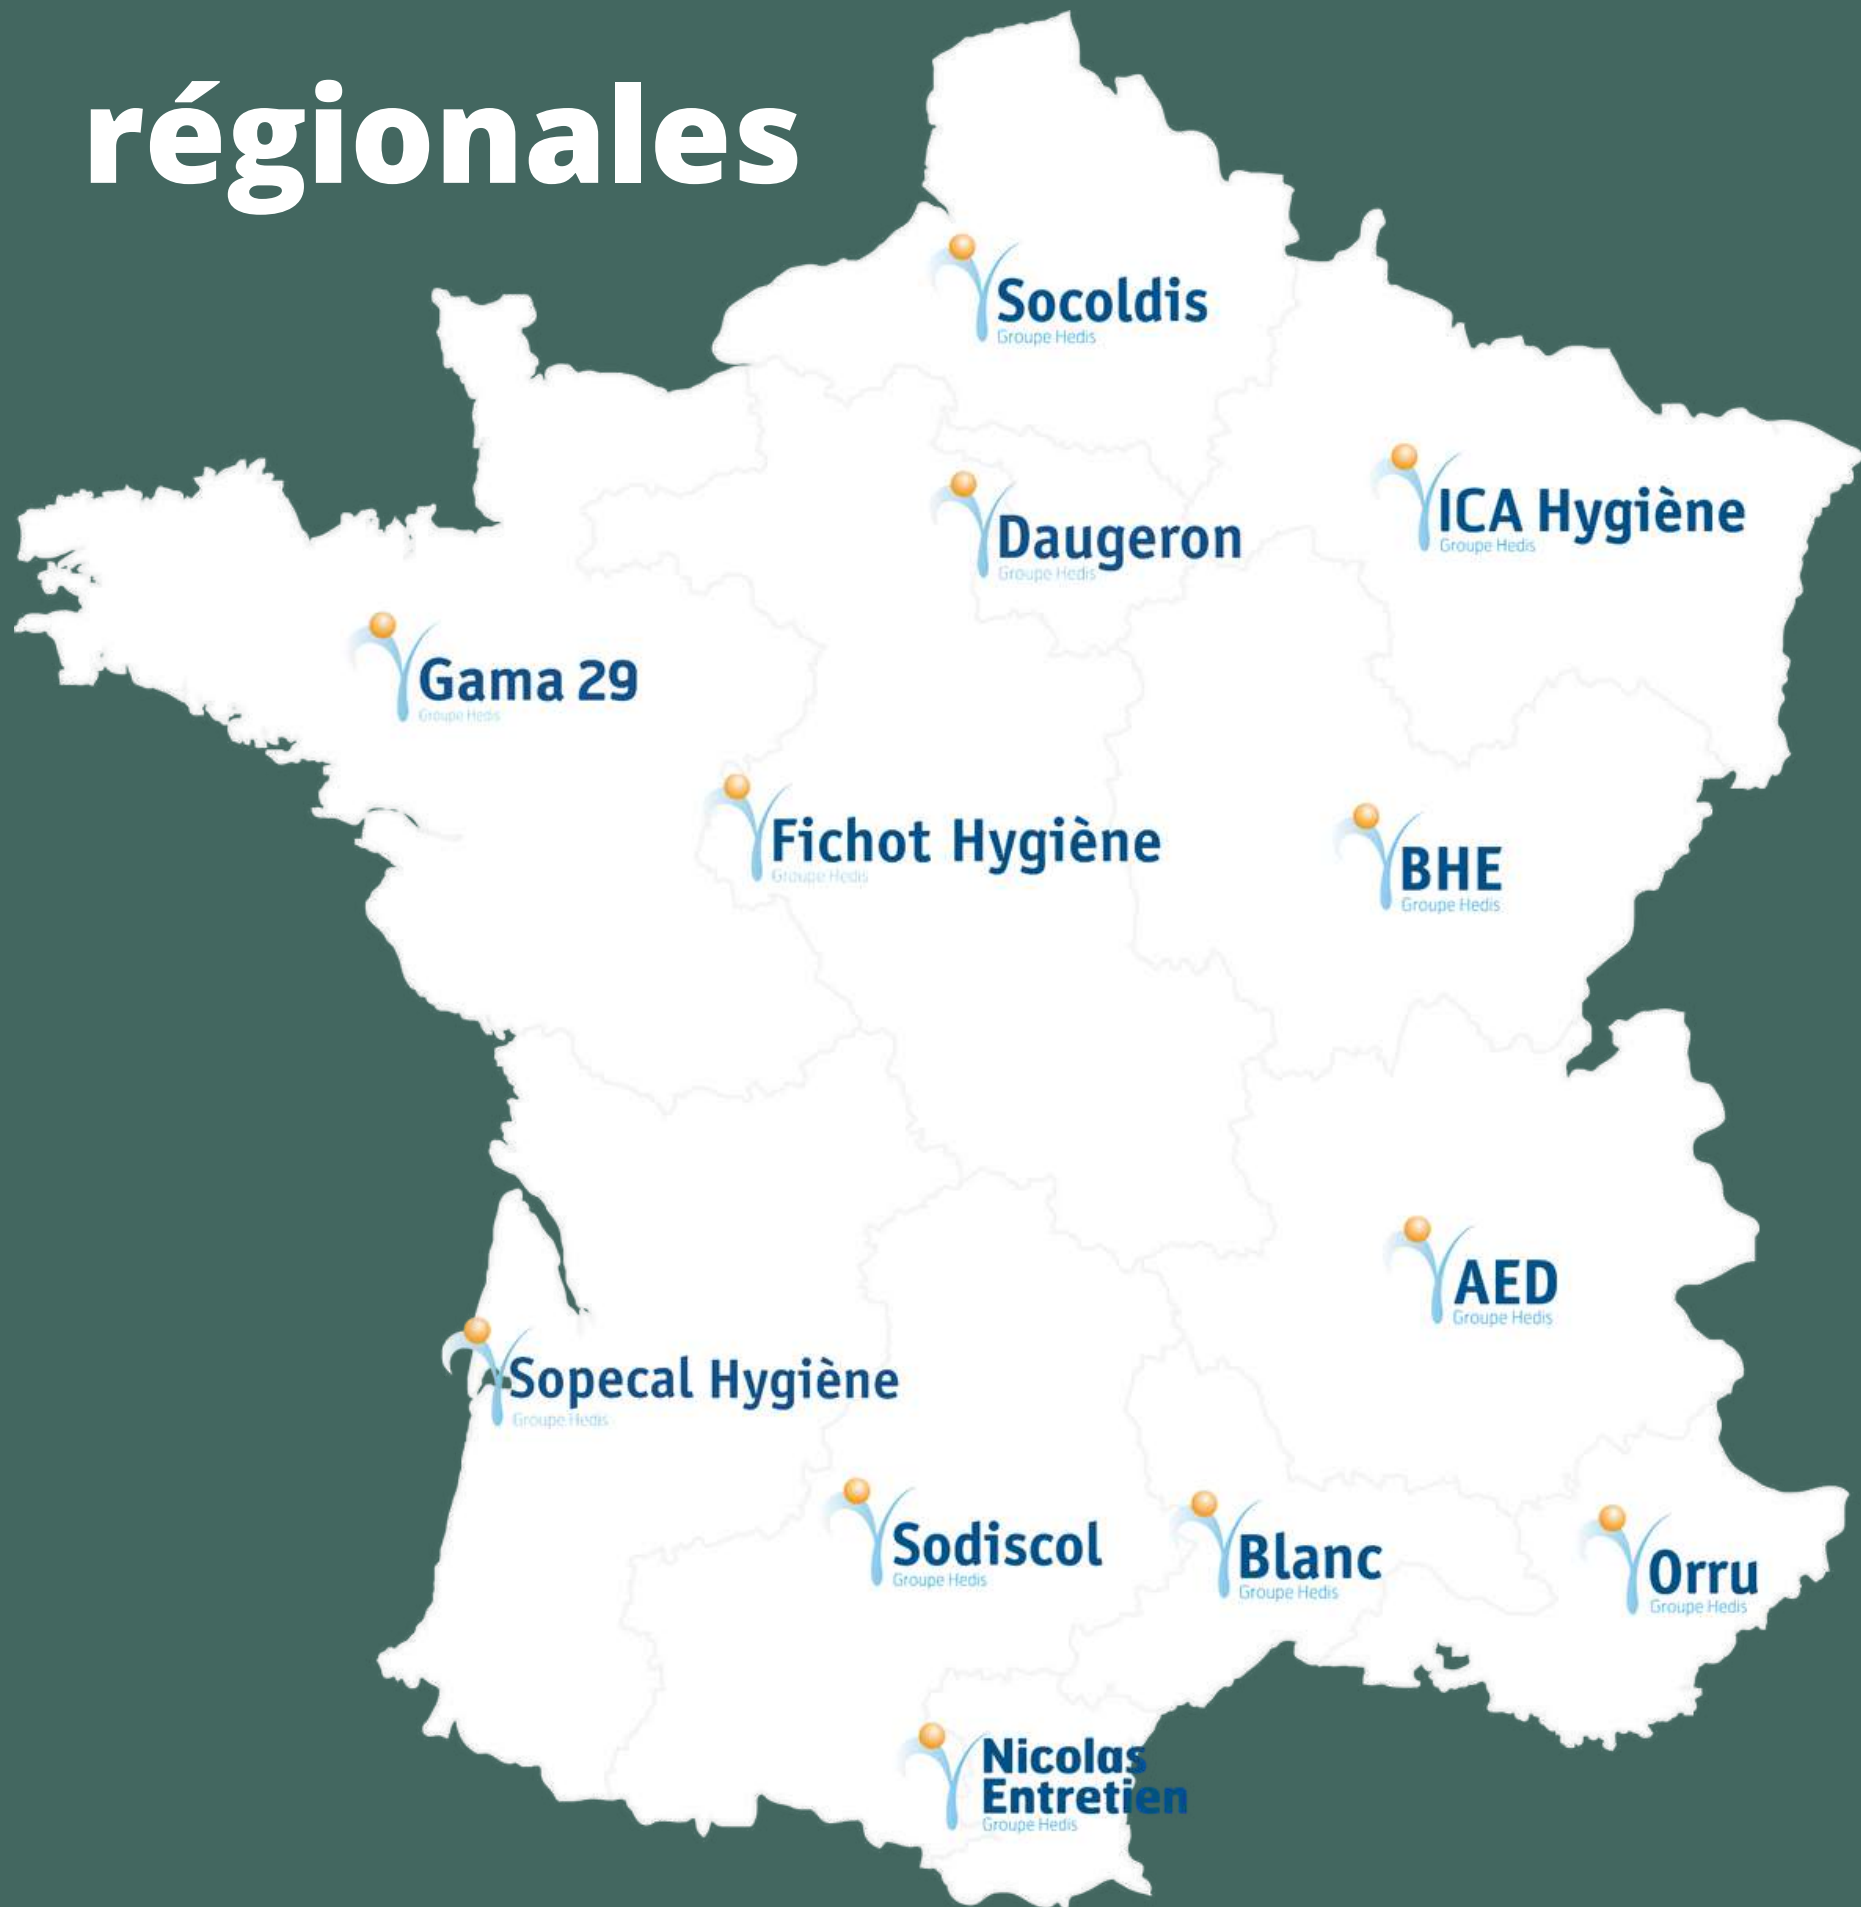 régionales
Socoldis
Groupe Hedis
Daugeron
Groupe Hedis
ICA Hygiène
Groupe Hedis
Gama 29
Groupe Hedis
Fichot Hygiène
Groupe Hedis
BHE
Groupe Hedis
AED
Groupe Hedis
Sopecal Hygiène
Groupe Hedis
Sodiscol
Groupe Hedis
Blanc
Groupe Hedis
Orru
Groupe Hedis
Nicolas
Entretien
Groupe Hedis